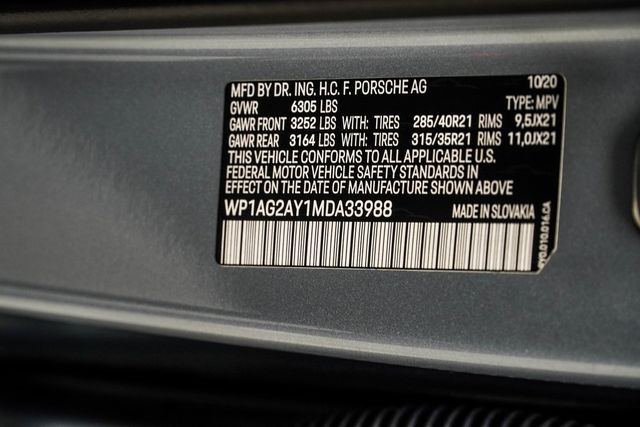 MFD BY DR. ING. H.C. F. PORSCHE AG 10/20
GVWR 6305 LBS TYPE: MPV
GAWR FRONT 3252 LBS WITH: TIRES 285/40R21 RIMS 9,5JX21
GAWR REAR 3164 LBS WITH: TIRES 315/35R21 RIMS 11,0JX21
THIS VEHICLE CONFORMS TO ALL APPLICABLE U.S.
FEDERAL MOTOR VEHICLE SAFETY STANDARDS IN
EFFECT ON THE DATE OF MANUFACTURE SHOWN ABOVE
WP1AG2AY1MDA33988 MADE IN SLOVAKIA